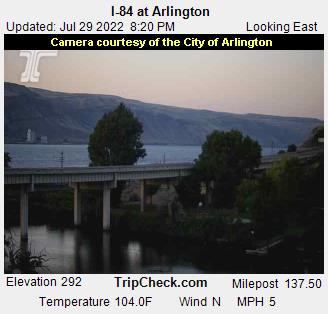 I-84 at Arlington
Updated: Jul 29 2022 8:20 PM Looking East
Camera courtesy of the City of Arlington
Elevation 292 TripCheck.com Milepost 137.50
Temperature 104.0F Wind N MPH 5